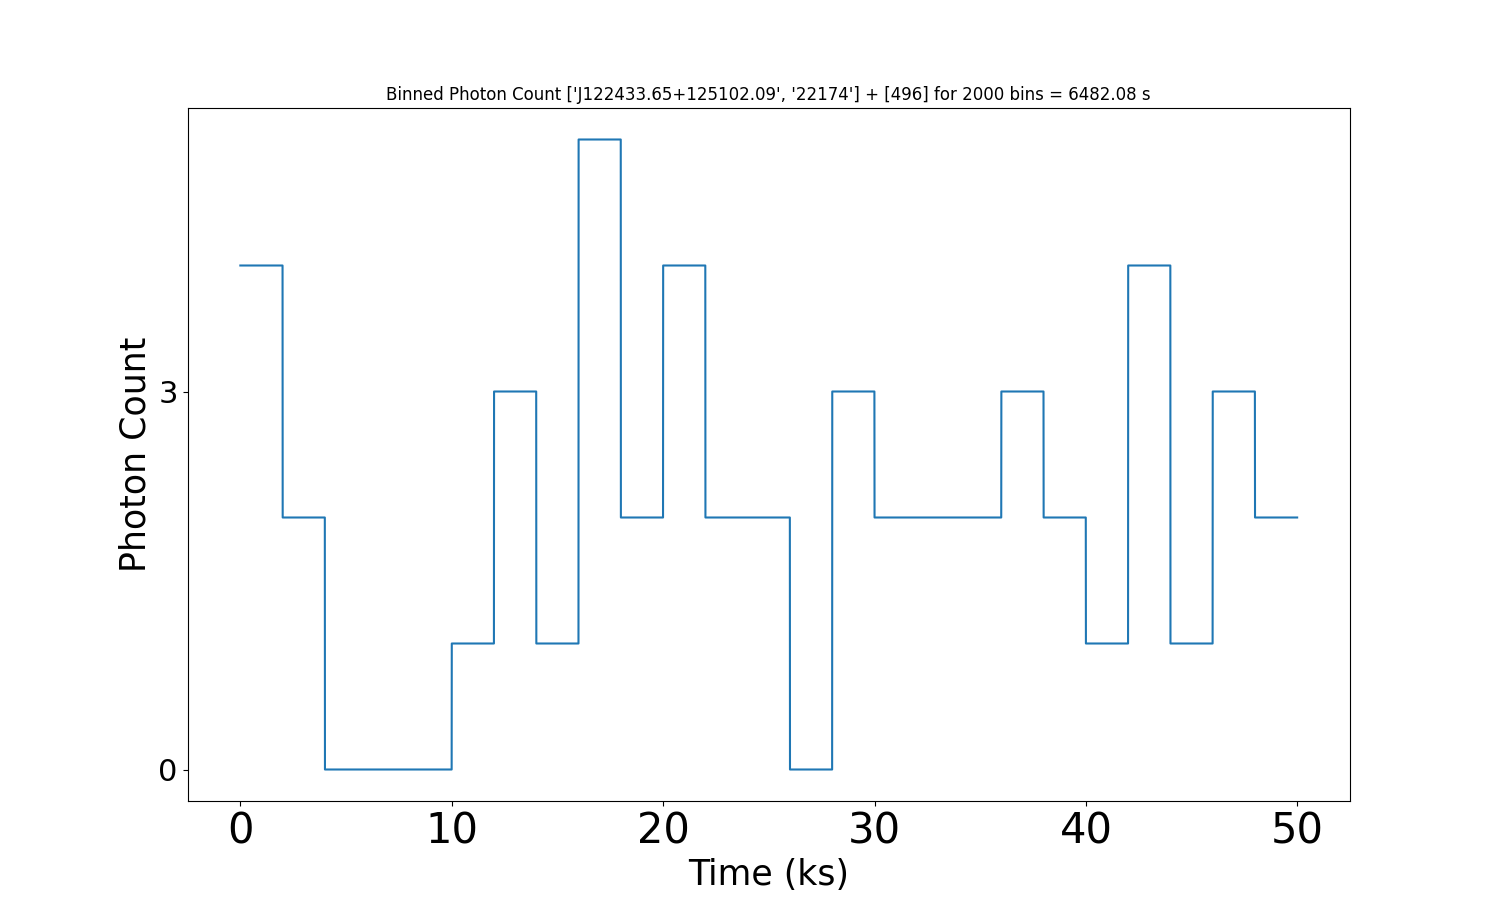 Binned Photon Count ['J122433.65+125102.09', '22174'] + [496] for 2000 bins = 6482.08 s
Photon Count
3
0
0 10 20 30 40 50
Time (ks)